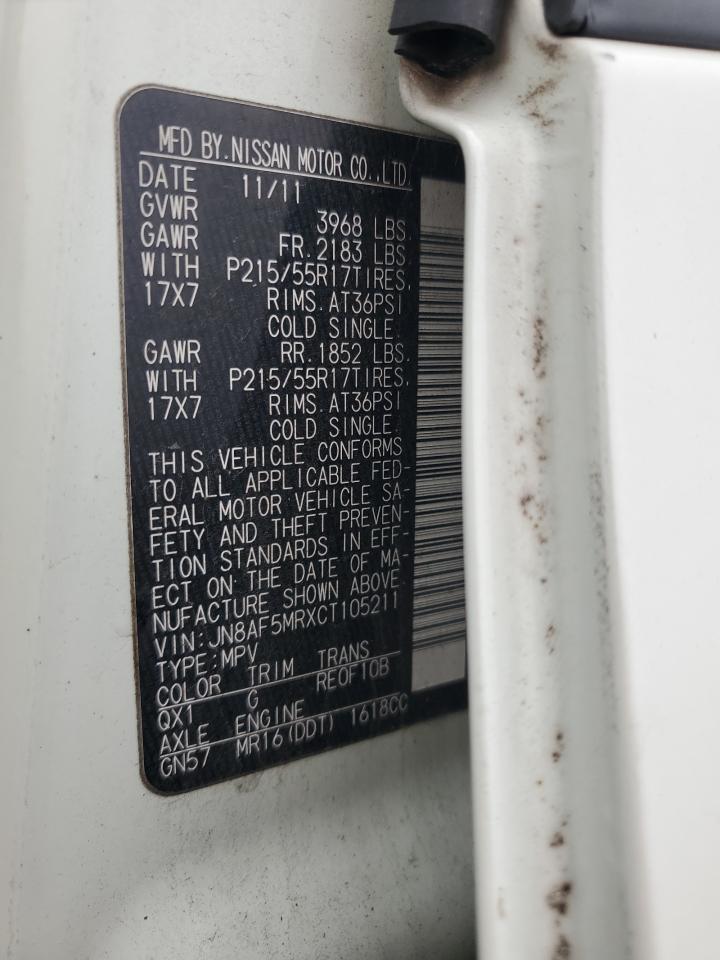 MFD BY.NISSAN MOTOR CO.,LTD.
DATE 11/11
GVWR 3968 LBS.
GAWR FR.2183 LBS.
WITH P215/55R17TIRES,
17X7 RIMS.AT36PSI
COLD SINGLE.
GAWR RR.1852 LBS.
WITH P215/55R17TIRES,
17X7 RIMS.AT36PSI
COLD SINGLE.
THIS VEHICLE CONFORMS
TO ALL APPLICABLE FED-
ERAL MOTOR VEHICLE SA-
FETY AND THEFT PREVEN-
TION STANDARDS IN EFF-
ECT ON THE DATE OF MA-
NUFACTURE SHOWN ABOVE.
VIN:JN8AF5MRXCT105211
TYPE:MPV
COLOR TRIM TRANS
QX1 G RE0F10B
AXLE ENGINE
GN57 MR16(DDT) 1618CC